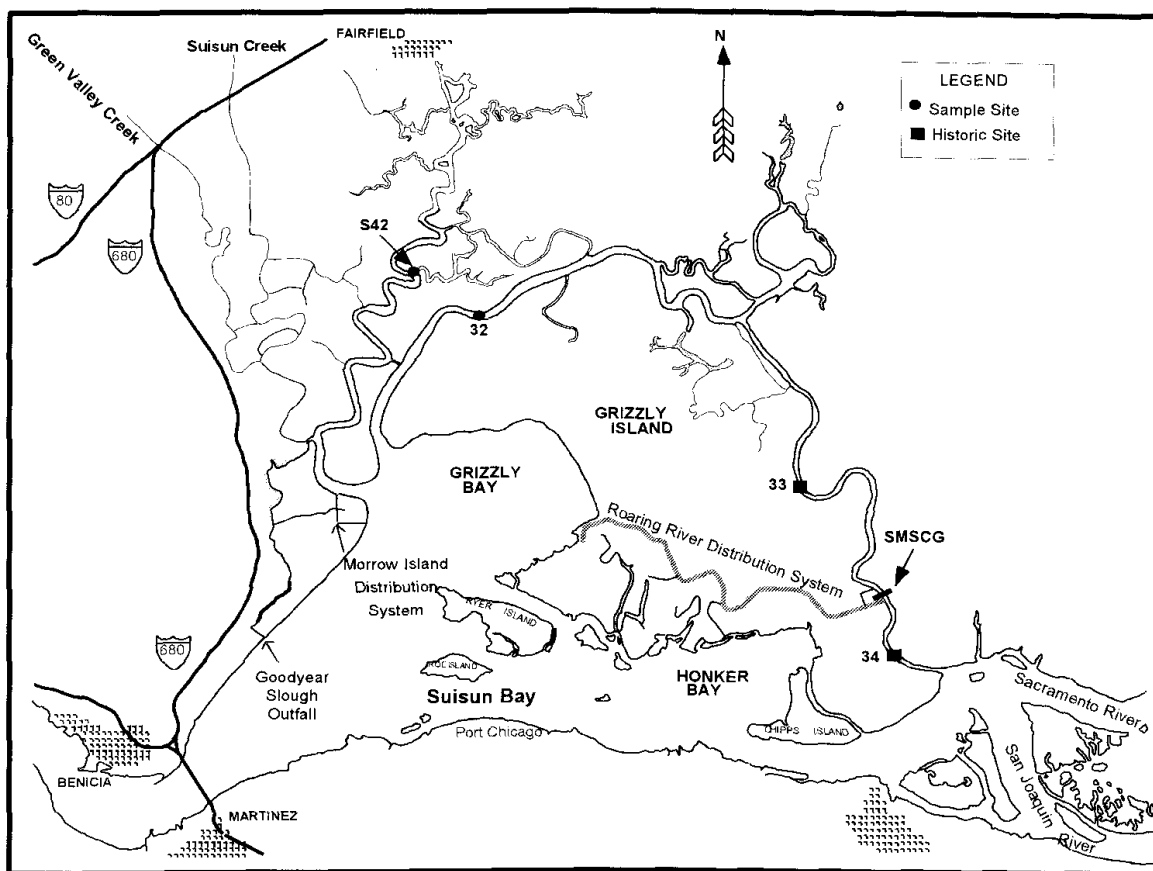 FAIRFIELD
Suisun Creek
Green Valley Creek
N
LEGEND
Sample Site
Historic Site
80
680
S42
32
GRIZZLY
ISLAND
GRIZZLY
BAY
33
Roaring River Distribution System
SMSCG
Morrow Island
Distribution
System
RYER ISLAND
34
680
Goodyear
Slough
Outfall
ROE ISLAND
Suisun Bay
HONKER
BAY
Port Chicago
CHIPPS ISLAND
Sacramento River
San Joaquin
River
BENICIA
MARTINEZ